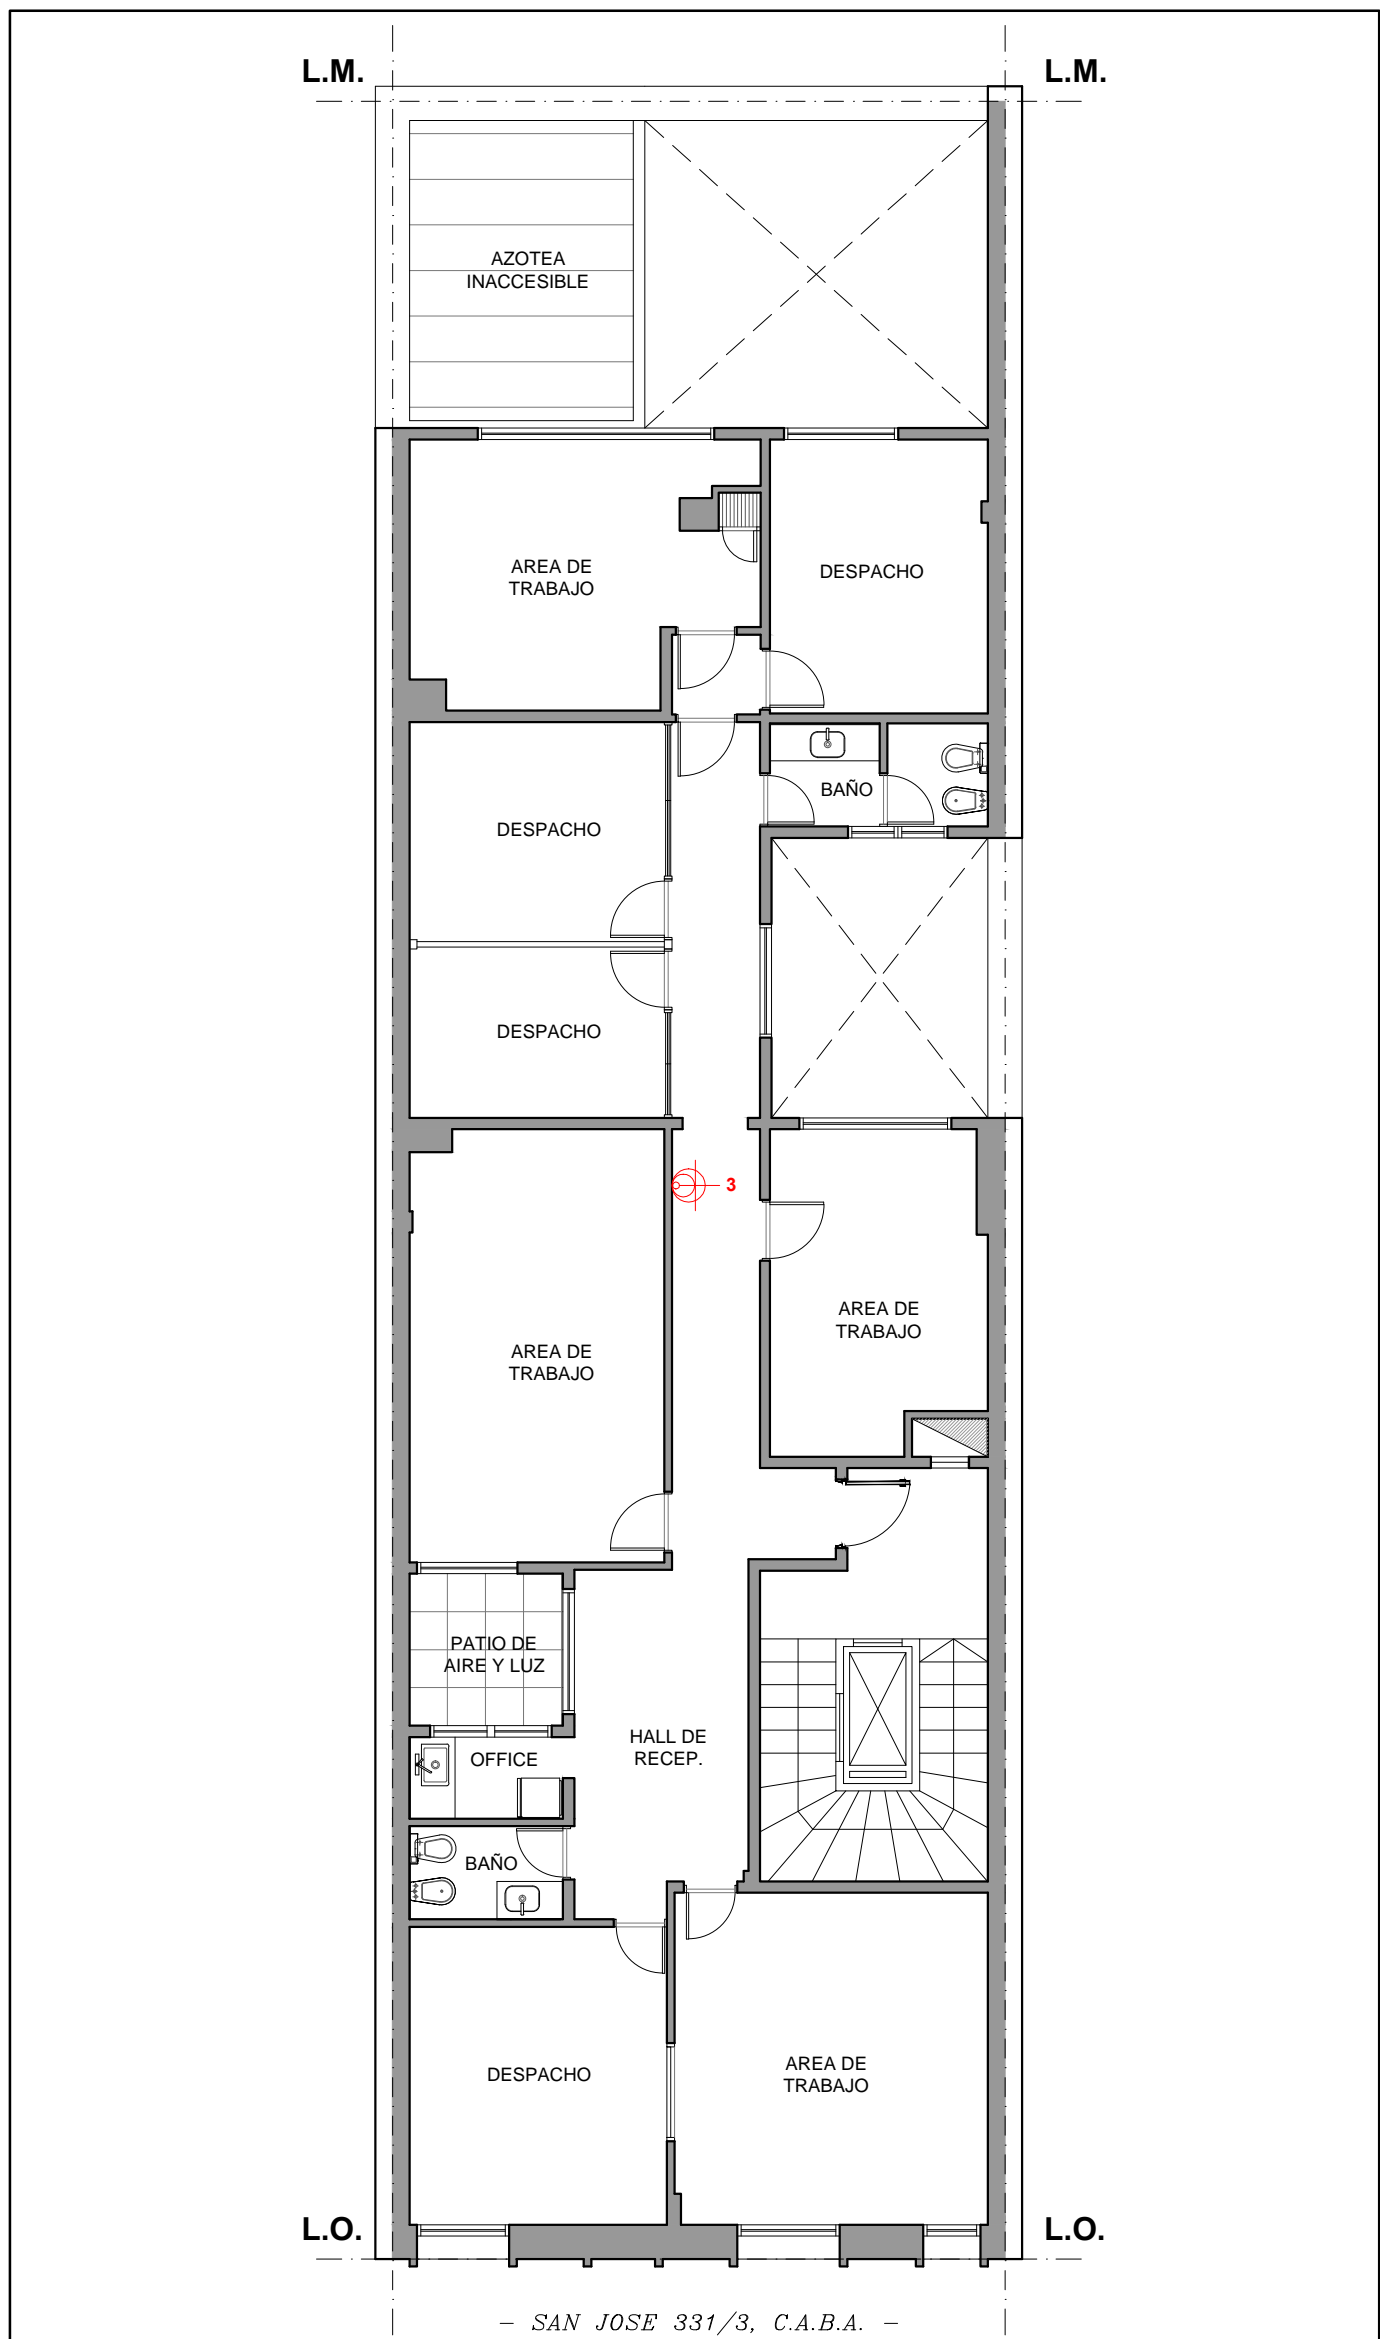 L.M.
L.M.
AZOTEA
INACCESIBLE
AREA DE
TRABAJO
DESPACHO
BAÑO
DESPACHO
DESPACHO
3
AREA DE
TRABAJO
AREA DE
TRABAJO
PATIO DE
AIRE Y LUZ
HALL DE
RECEP.
OFFICE
BAÑO
DESPACHO
AREA DE
TRABAJO
L.O.
L.O.
- SAN JOSE 331/3, C.A.B.A. -